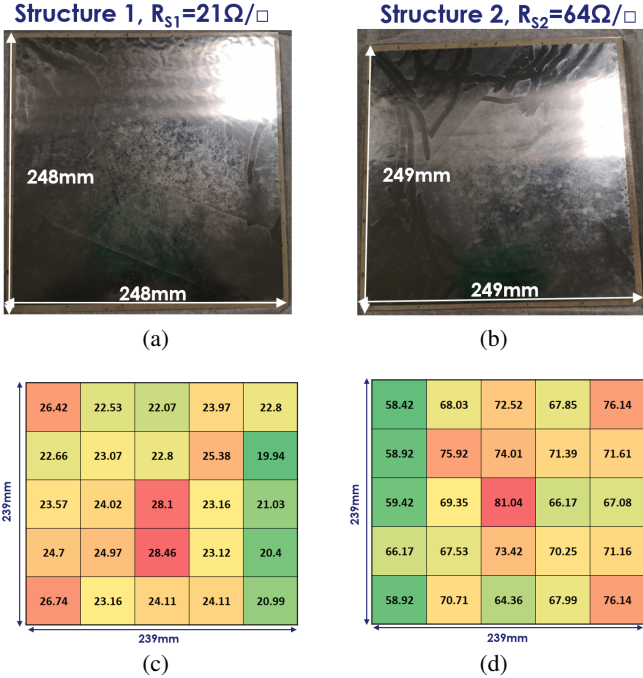 Structure 1, R_S1=21Ω/□
Structure 2, R_S2=64Ω/□
248mm
248mm
249mm
249mm
(a)
(b)
26.42 22.53 22.07 23.97 22.8
22.66 23.07 22.8 25.38 19.94
23.57 24.02 28.1 23.16 21.03
24.7 24.97 28.46 23.12 20.4
26.74 23.16 24.11 24.11 20.99
239mm
239mm
(c)
58.42 68.03 72.52 67.85 76.14
58.92 75.92 74.01 71.39 71.61
59.42 69.35 81.04 66.17 67.08
66.17 67.53 73.42 70.25 71.16
58.92 70.71 64.36 67.99 76.14
239mm
239mm
(d)